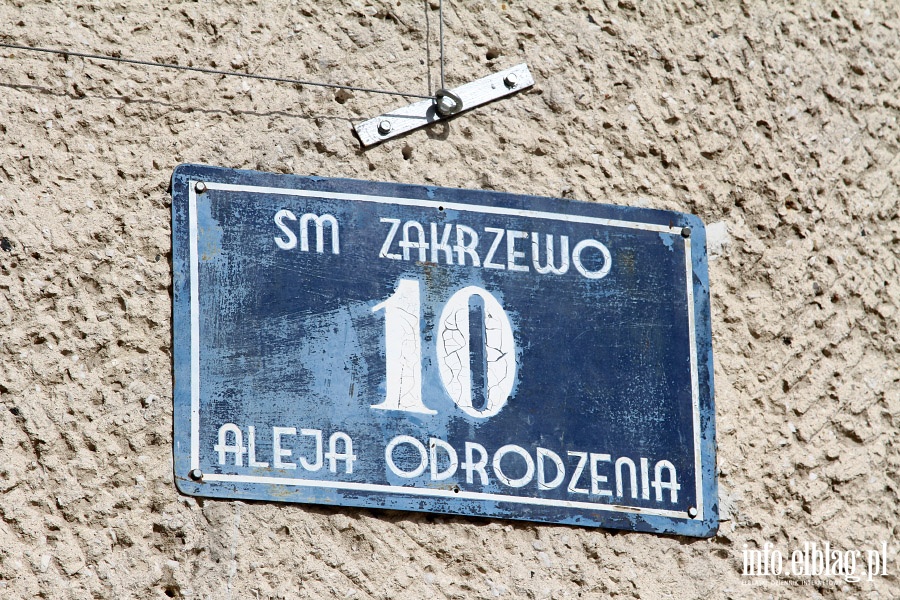 SM ZAKRZEWO
10
ALEJA ODRODZENIA
info.elblag.pl